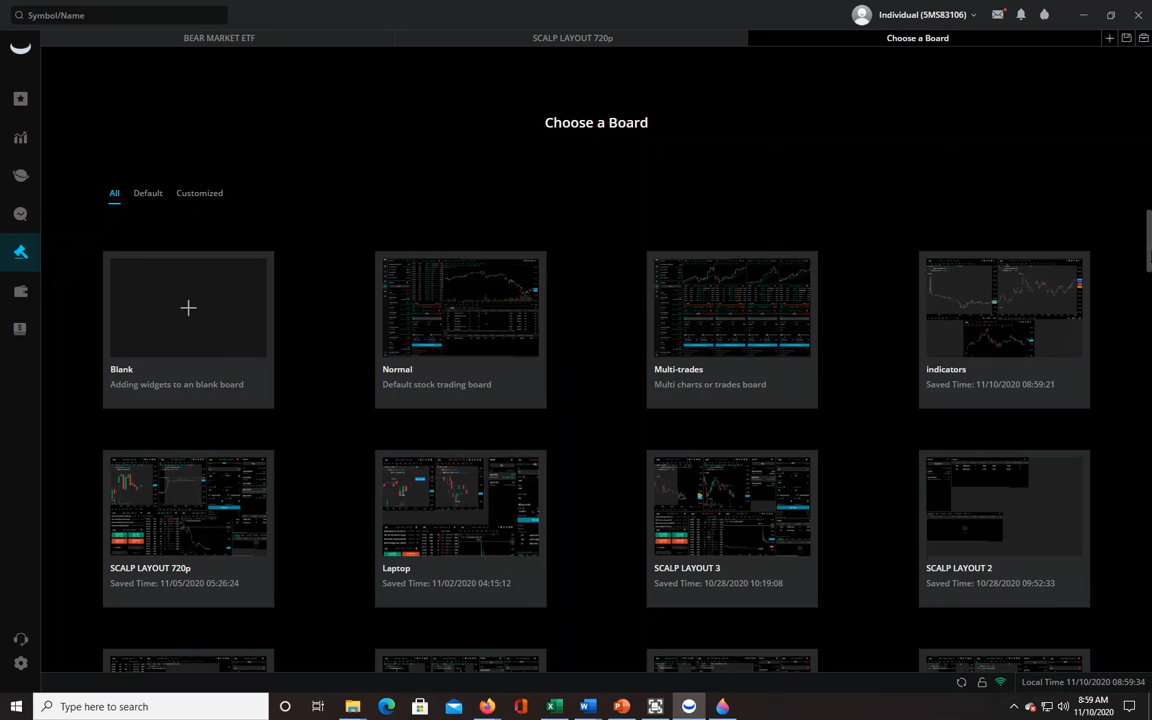 Symbol/Name
Individual (5MS83106)
BEAR MARKET ETF
SCALP LAYOUT 720p
Choose a Board
Choose a Board
All
Default
Customized
Blank
Adding widgets to an blank board
Normal
Default stock trading board
Multi-trades
Multi charts or trades board
indicators
Saved Time: 11/10/2020 08:59:21
SCALP LAYOUT 720p
Saved Time: 11/05/2020 05:26:24
Laptop
Saved Time: 11/02/2020 04:15:12
SCALP LAYOUT 3
Saved Time: 10/28/2020 10:19:08
SCALP LAYOUT 2
Saved Time: 10/28/2020 09:52:33
Local Time 11/10/2020 08:59:34
Type here to search
8:59 AM
11/10/2020